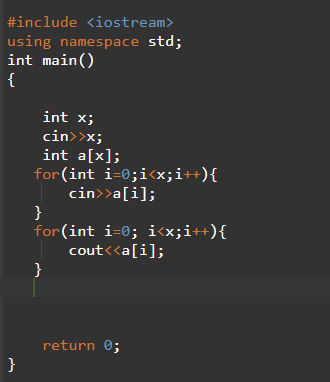 #include <iostream>
using namespace std;
int main()
{
int x;
cin>>x;
int a[x];
for(int i=0;i<x;i++){
cin>>a[i];
}
for(int i=0; i<x;i++){
cout<<a[i];
}
return 0;
}